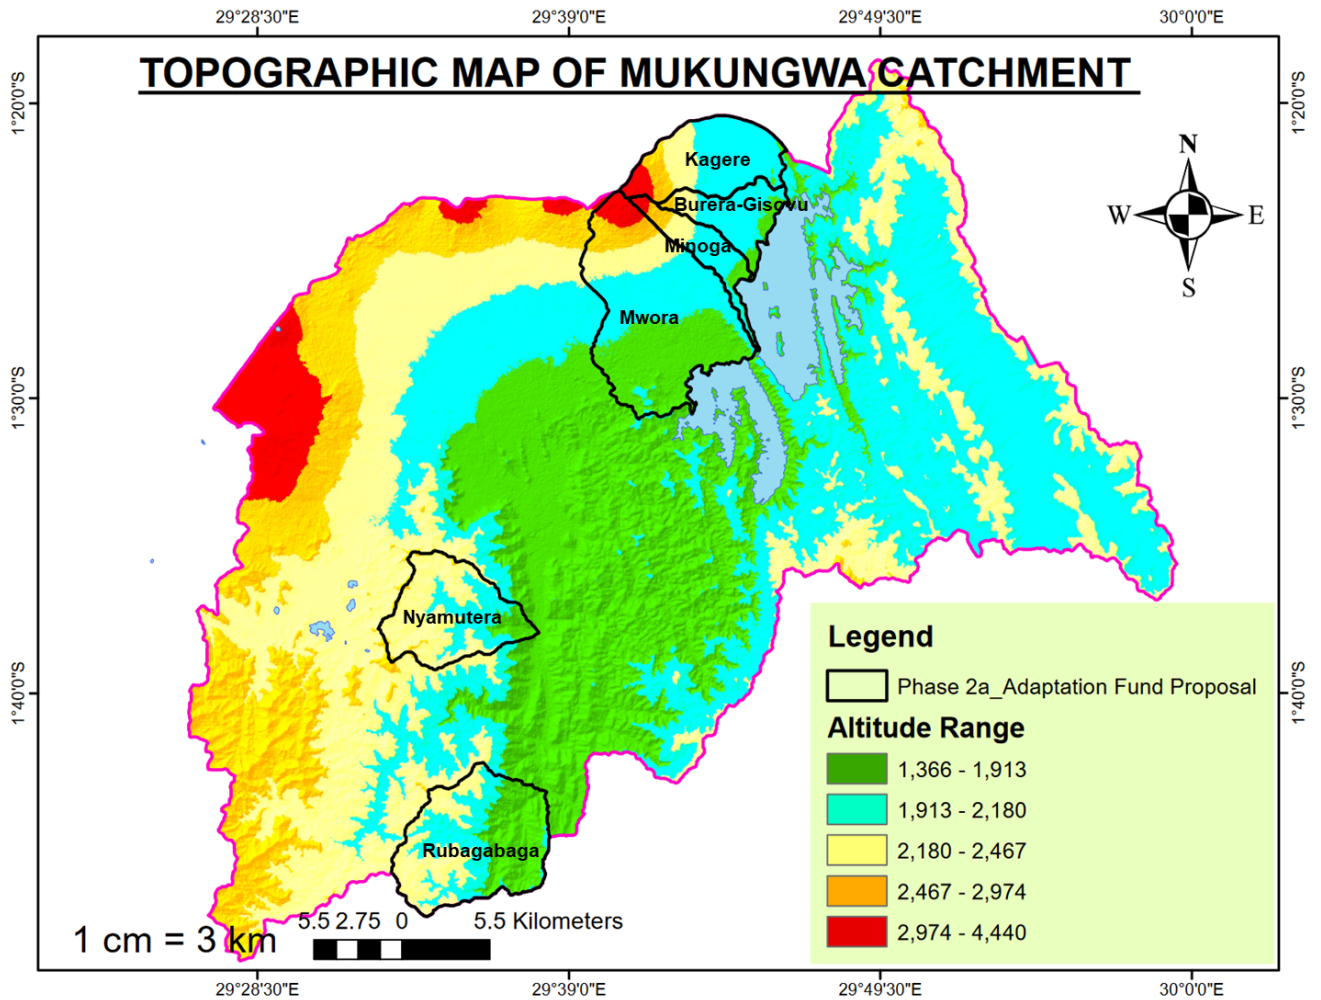 29°28'30"E 29°39'0"E 29°49'30"E 30°0'0"E
TOPOGRAPHIC MAP OF MUKUNGWA CATCHMENT
1°20'0"S 1°20'0"S
N
W E
S
Kagere
Burera-Gisovu
Minoga
Mwora
1°30'0"S 1°30'0"S
Nyamutera
Legend
Phase 2a_Adaptation Fund Proposal
1°40'0"S 1°40'0"S
Altitude Range
1,366 - 1,913
1,913 - 2,180
2,180 - 2,467
2,467 - 2,974
2,974 - 4,440
Rubagabaga
5.5 2.75 0 5.5 Kilometers
1 cm = 3 km
29°28'30"E 29°39'0"E 29°49'30"E 30°0'0"E